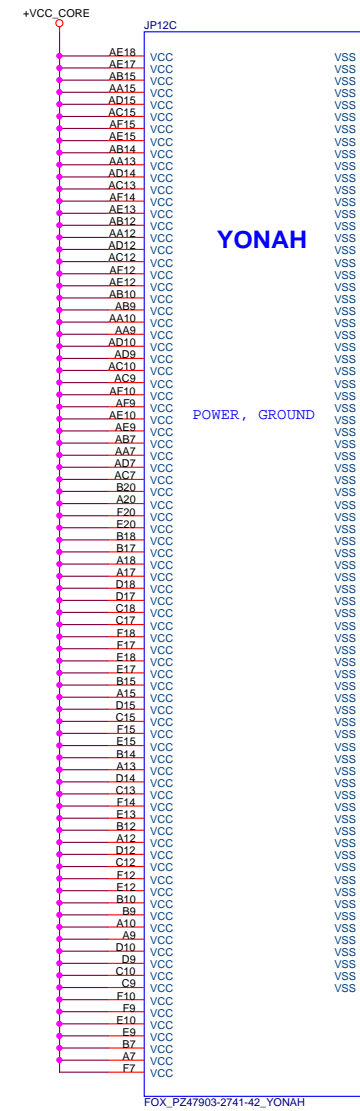 +VCC_CORE
JP12C
AE18 VCC VSS
AE17 VCC VSS
AB15 VCC VSS
AA15 VCC VSS
AD15 VCC VSS
AC15 VCC VSS
AF15 VCC VSS
AE15 VCC VSS
AB14 VCC VSS
AA13 VCC VSS
AD14 VCC VSS
AC13 VCC VSS
AF14 VCC VSS
AE13 VCC VSS
AB12 VCC VSS
AA12 VCC YONAH VSS
AD12 VCC VSS
AC12 VCC VSS
AF12 VCC VSS
AE12 VCC VSS
AB10 VCC VSS
AB9 VCC VSS
AA10 VCC VSS
AA9 VCC VSS
AD10 VCC VSS
AD9 VCC VSS
AC10 VCC VSS
AC9 VCC VSS
AF10 VCC VSS
AF9 VCC VSS
AE10 VCC POWER, GROUND VSS
AE9 VCC VSS
AB7 VCC VSS
AA7 VCC VSS
AD7 VCC VSS
AC7 VCC VSS
B20 VCC VSS
A20 VCC VSS
F20 VCC VSS
E20 VCC VSS
B18 VCC VSS
B17 VCC VSS
A18 VCC VSS
A17 VCC VSS
D18 VCC VSS
D17 VCC VSS
C18 VCC VSS
C17 VCC VSS
F18 VCC VSS
F17 VCC VSS
E18 VCC VSS
E17 VCC VSS
B15 VCC VSS
A15 VCC VSS
D15 VCC VSS
C15 VCC VSS
F15 VCC VSS
E15 VCC VSS
B14 VCC VSS
A13 VCC VSS
D14 VCC VSS
C13 VCC VSS
F14 VCC VSS
E13 VCC VSS
B12 VCC VSS
A12 VCC VSS
D12 VCC VSS
C12 VCC VSS
F12 VCC VSS
E12 VCC VSS
B10 VCC VSS
B9 VCC VSS
A10 VCC VSS
A9 VCC VSS
D10 VCC VSS
D9 VCC VSS
C10 VCC VSS
C9 VCC VSS
F10 VCC
F9 VCC
E10 VCC
E9 VCC
B7 VCC
A7 VCC
F7 VCC
FOX_PZ47903-2741-42_YONAH